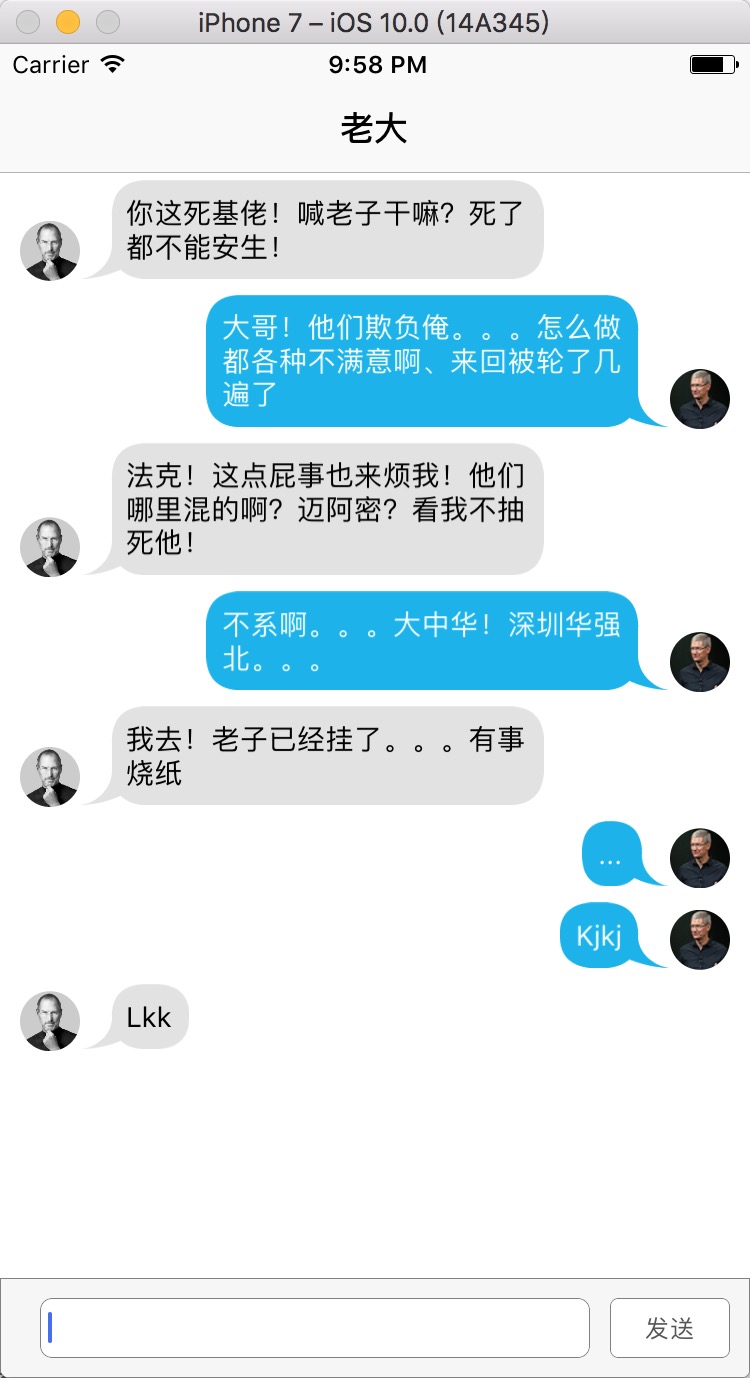 iPhone 7 – iOS 10.0 (14A345)
Carrier 9:58 PM
老大
你这死基佬！喊老子干嘛？死了
都不能安生！
大哥！他们欺负俺。。。怎么做
都各种不满意啊、来回被轮了几
遍了
法克！这点屁事也来烦我！他们
哪里混的啊？迈阿密？看我不抽
死他！
不系啊。。。大中华！深圳华强
北。。。
我去！老子已经挂了。。。有事
烧纸
...
Kjkj
Lkk
发送